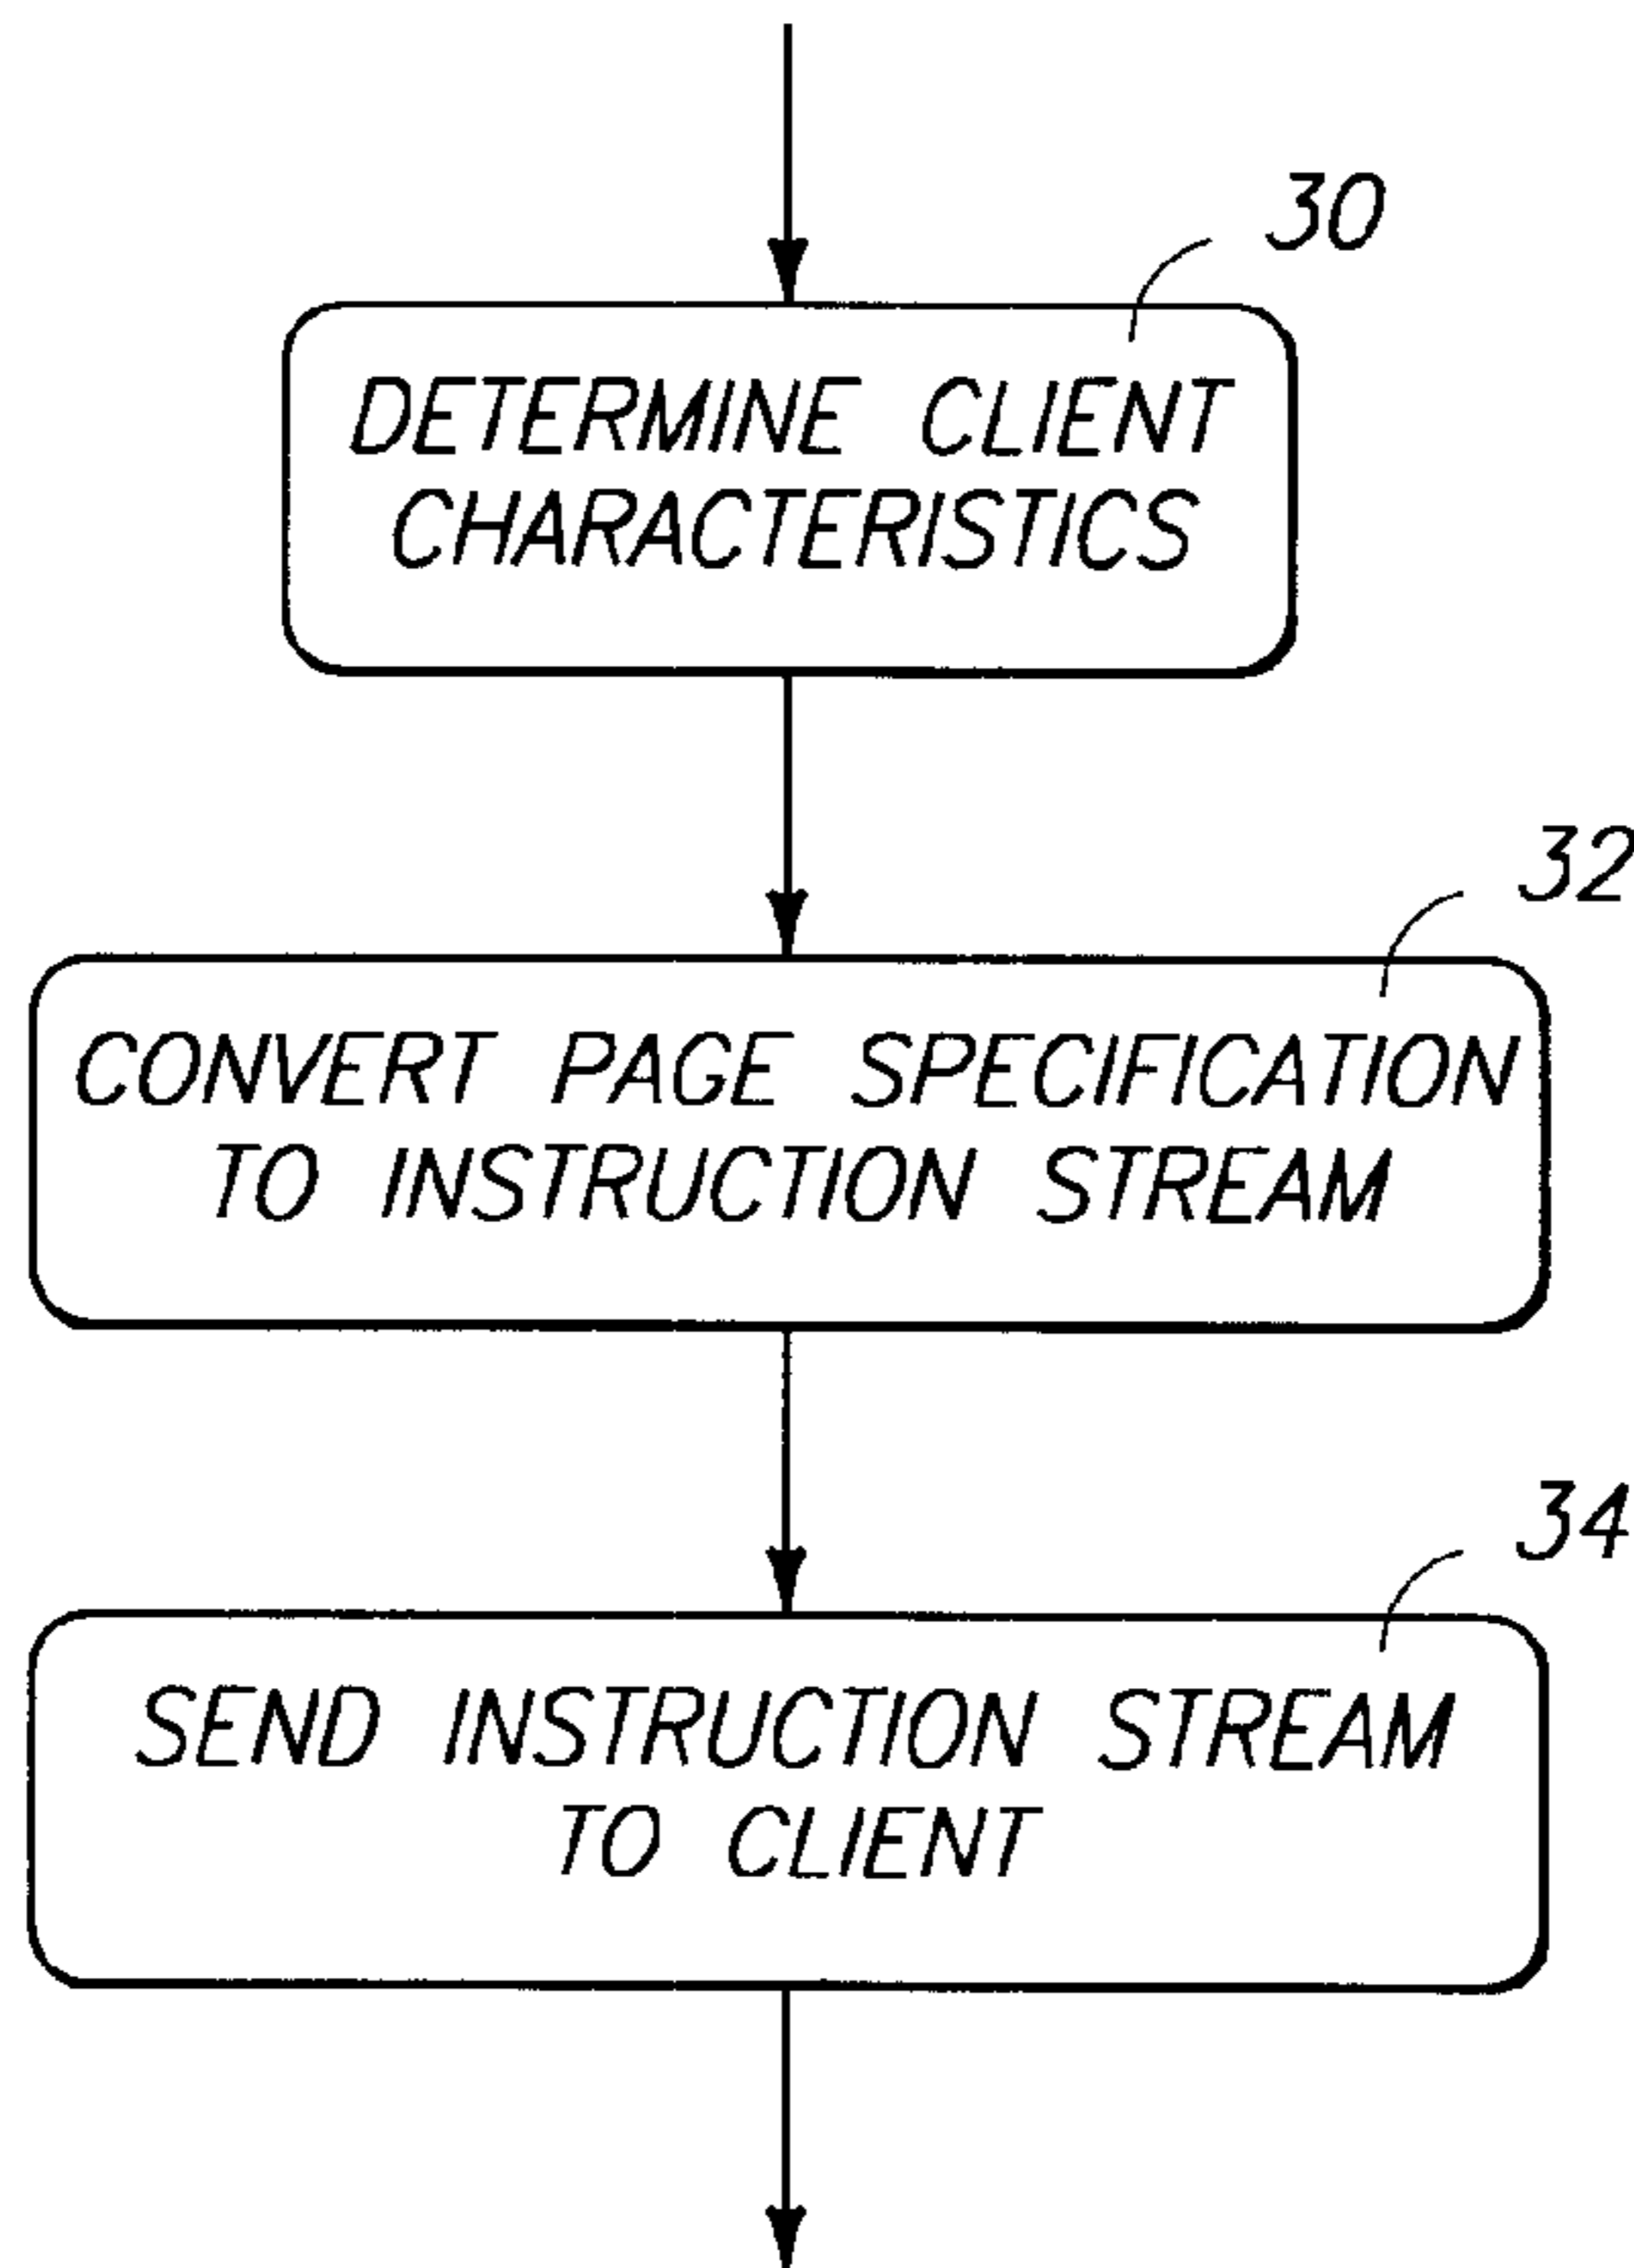 30
DETERMINE CLIENT
CHARACTERISTICS
32
CONVERT PAGE SPECIFICATION
TO INSTRUCTION STREAM
34
SEND INSTRUCTION STREAM
TO CLIENT